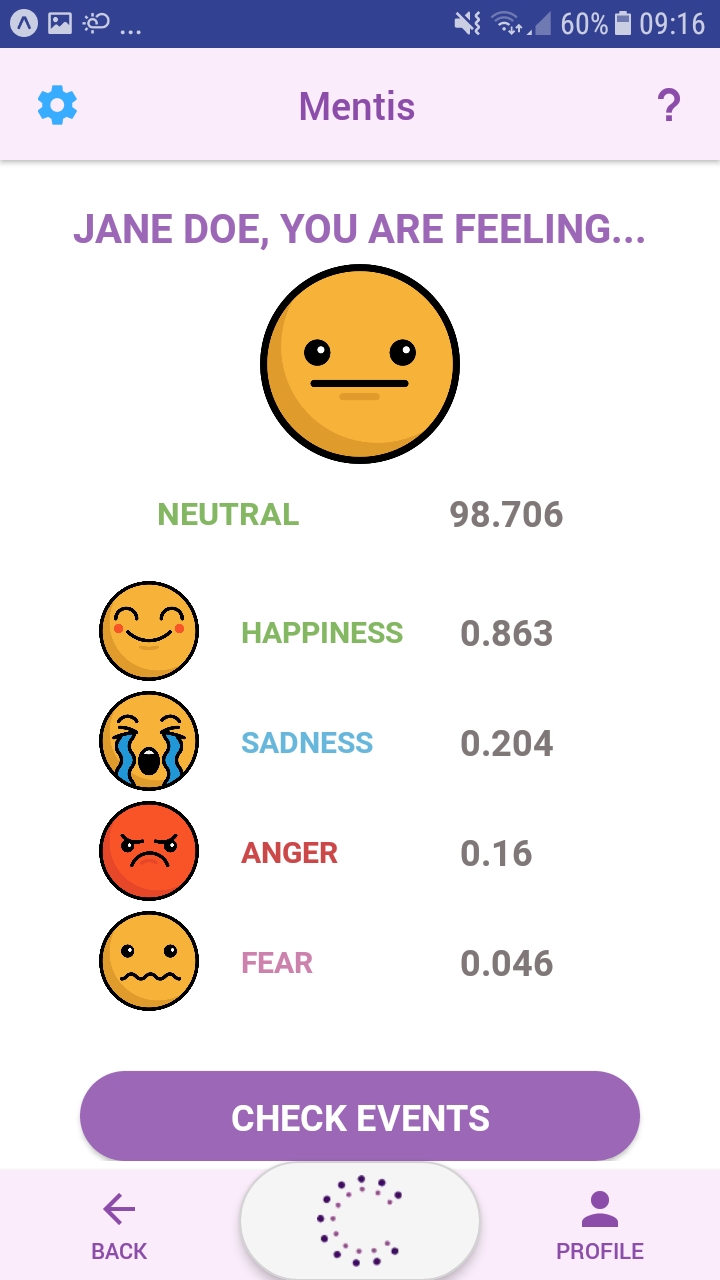 ... 60% 09:16
Mentis ?
JANE DOE, YOU ARE FEELING...
NEUTRAL 98.706
HAPPINESS 0.863
SADNESS 0.204
ANGER 0.16
FEAR 0.046
CHECK EVENTS
BACK PROFILE